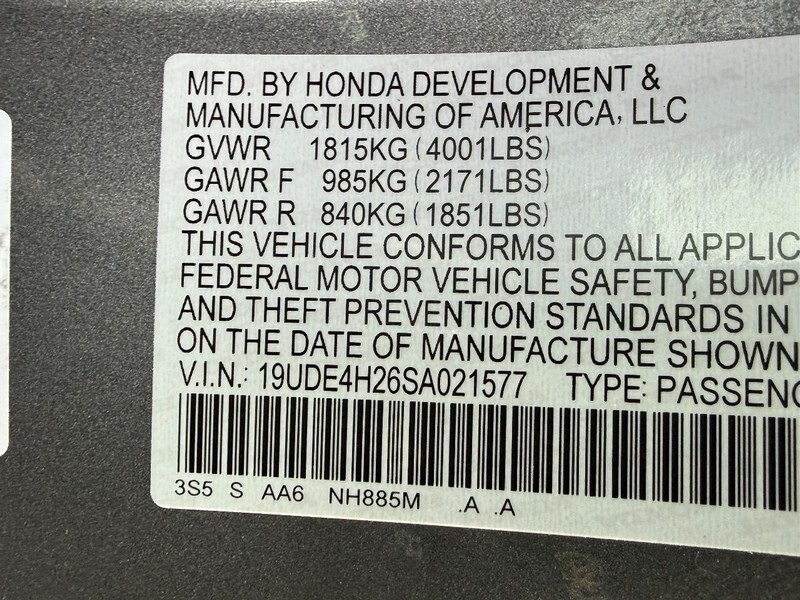 MFD. BY HONDA DEVELOPMENT &
MANUFACTURING OF AMERICA, LLC
GVWR 1815KG (4001LBS)
GAWR F 985KG (2171LBS)
GAWR R 840KG (1851LBS)
THIS VEHICLE CONFORMS TO ALL APPLIC
FEDERAL MOTOR VEHICLE SAFETY, BUMP
AND THEFT PREVENTION STANDARDS IN
ON THE DATE OF MANUFACTURE SHOWN
V.I.N.: 19UDE4H26SA021577 TYPE: PASSENG
3S5 S AA6 NH885M .A .A